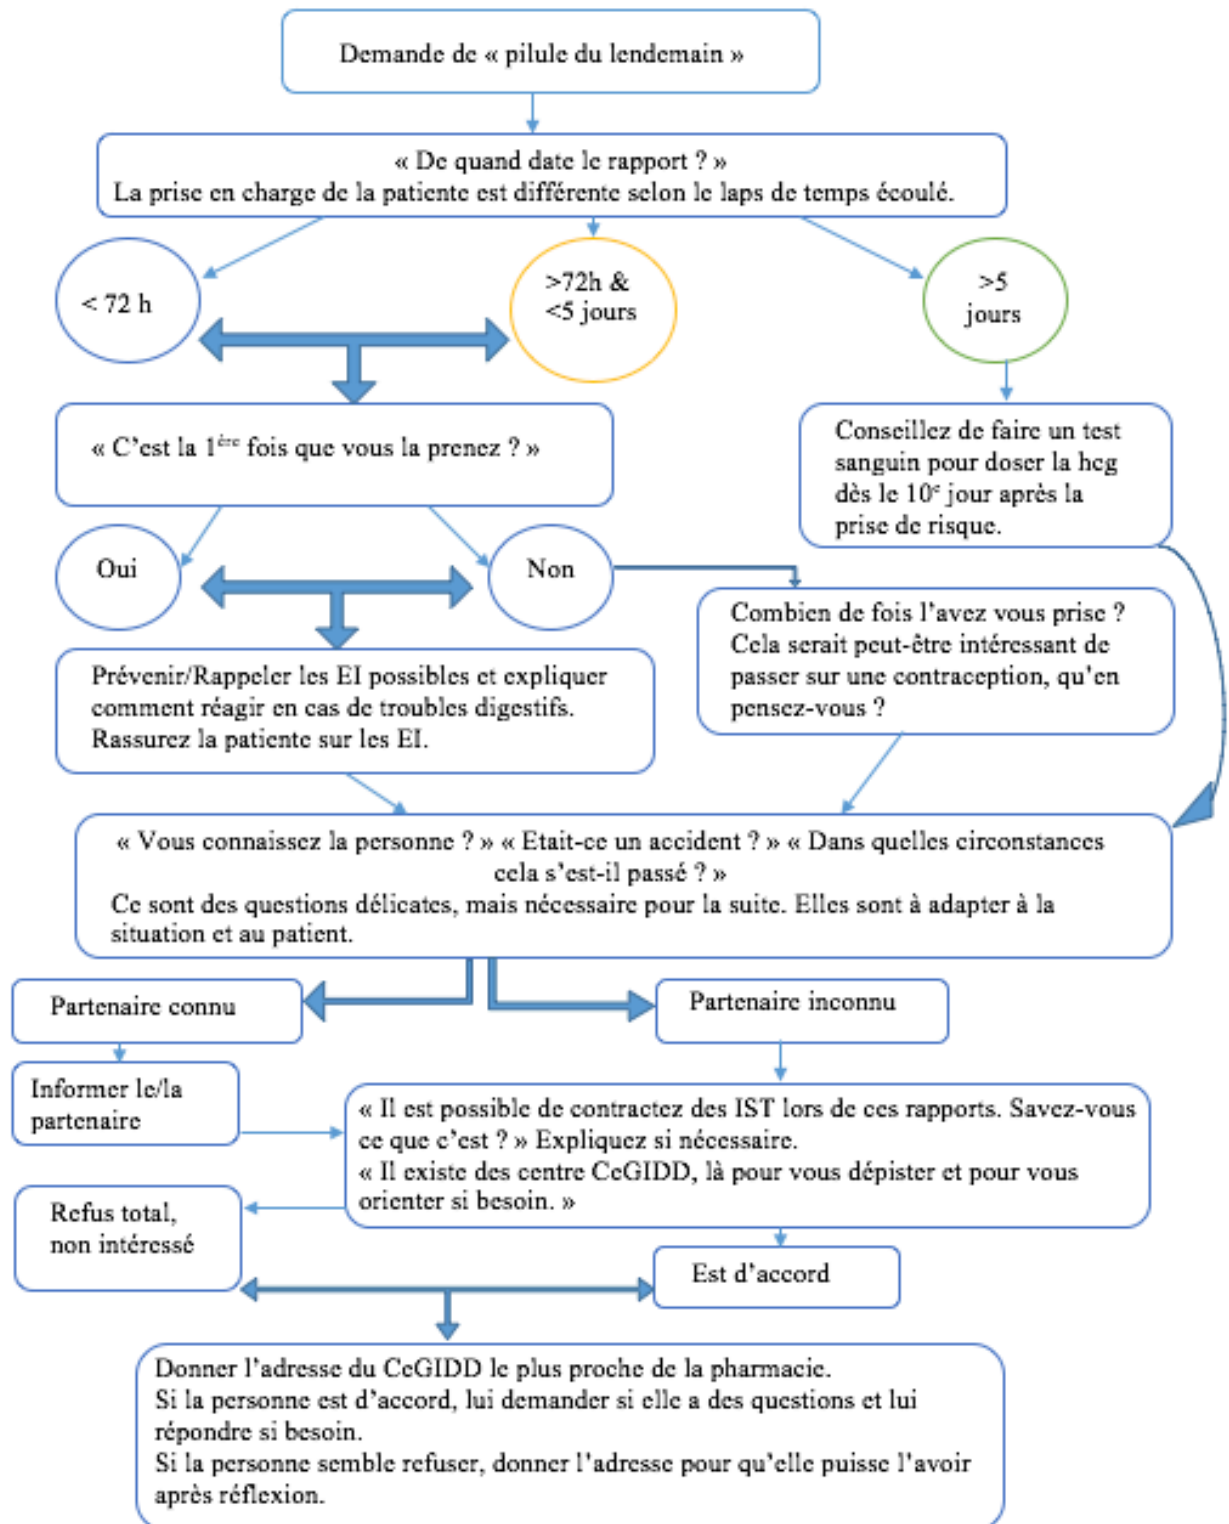 Demande de « pilule du lendemain »
« De quand date le rapport ? »
La prise en charge de la patiente est différente selon le laps de temps écoulé.
< 72 h
>72h &
<5 jours
>5
jours
« C'est la 1ère fois que vous la prenez ? »
Conseillez de faire un test
sanguin pour doser la hcg
dès le 10e jour après la
prise de risque.
Oui
Non
Combien de fois l'avez vous prise ?
Cela serait peut-être intéressant de
passer sur une contraception, qu'en
pensez-vous ?
Prévenir/Rappeler les EI possibles et expliquer
comment réagir en cas de troubles digestifs.
Rassurez la patiente sur les EI.
« Vous connaissez la personne ? » « Etait-ce un accident ? » « Dans quelles circonstances
cela s'est-il passé ? »
Ce sont des questions délicates, mais nécessaire pour la suite. Elles sont à adapter à la
situation et au patient.
Partenaire connu
Partenaire inconnu
Informer le/la
partenaire
« Il est possible de contractez des IST lors de ces rapports. Savez-vous
ce que c'est ? » Expliquez si nécessaire.
« Il existe des centre CeGIDD, là pour vous dépister et pour vous
orienter si besoin. »
Refus total,
non intéressé
Est d'accord
Donner l'adresse du CeGIDD le plus proche de la pharmacie.
Si la personne est d'accord, lui demander si elle a des questions et lui
répondre si besoin.
Si la personne semble refuser, donner l'adresse pour qu'elle puisse l'avoir
après réflexion.